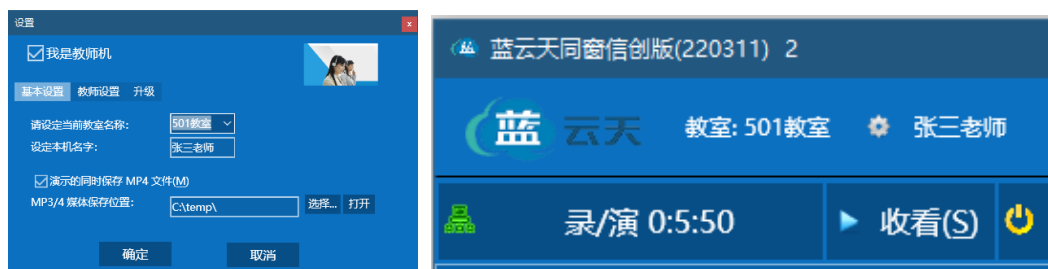 设置
x
我是教师机
基本设置 教师设置 升级
请设定当前教室名称: 501教室
设定本机名字: 张三老师
演示的同时保存 MP4 文件(M)
MP3/4 媒体保存位置: C:\temp\ 选择... 打开
确定 取消
蓝云天同窗信创版(220311) 2
蓝 云天 教室: 501教室 张三老师
录/演 0:5:50 收看(S)